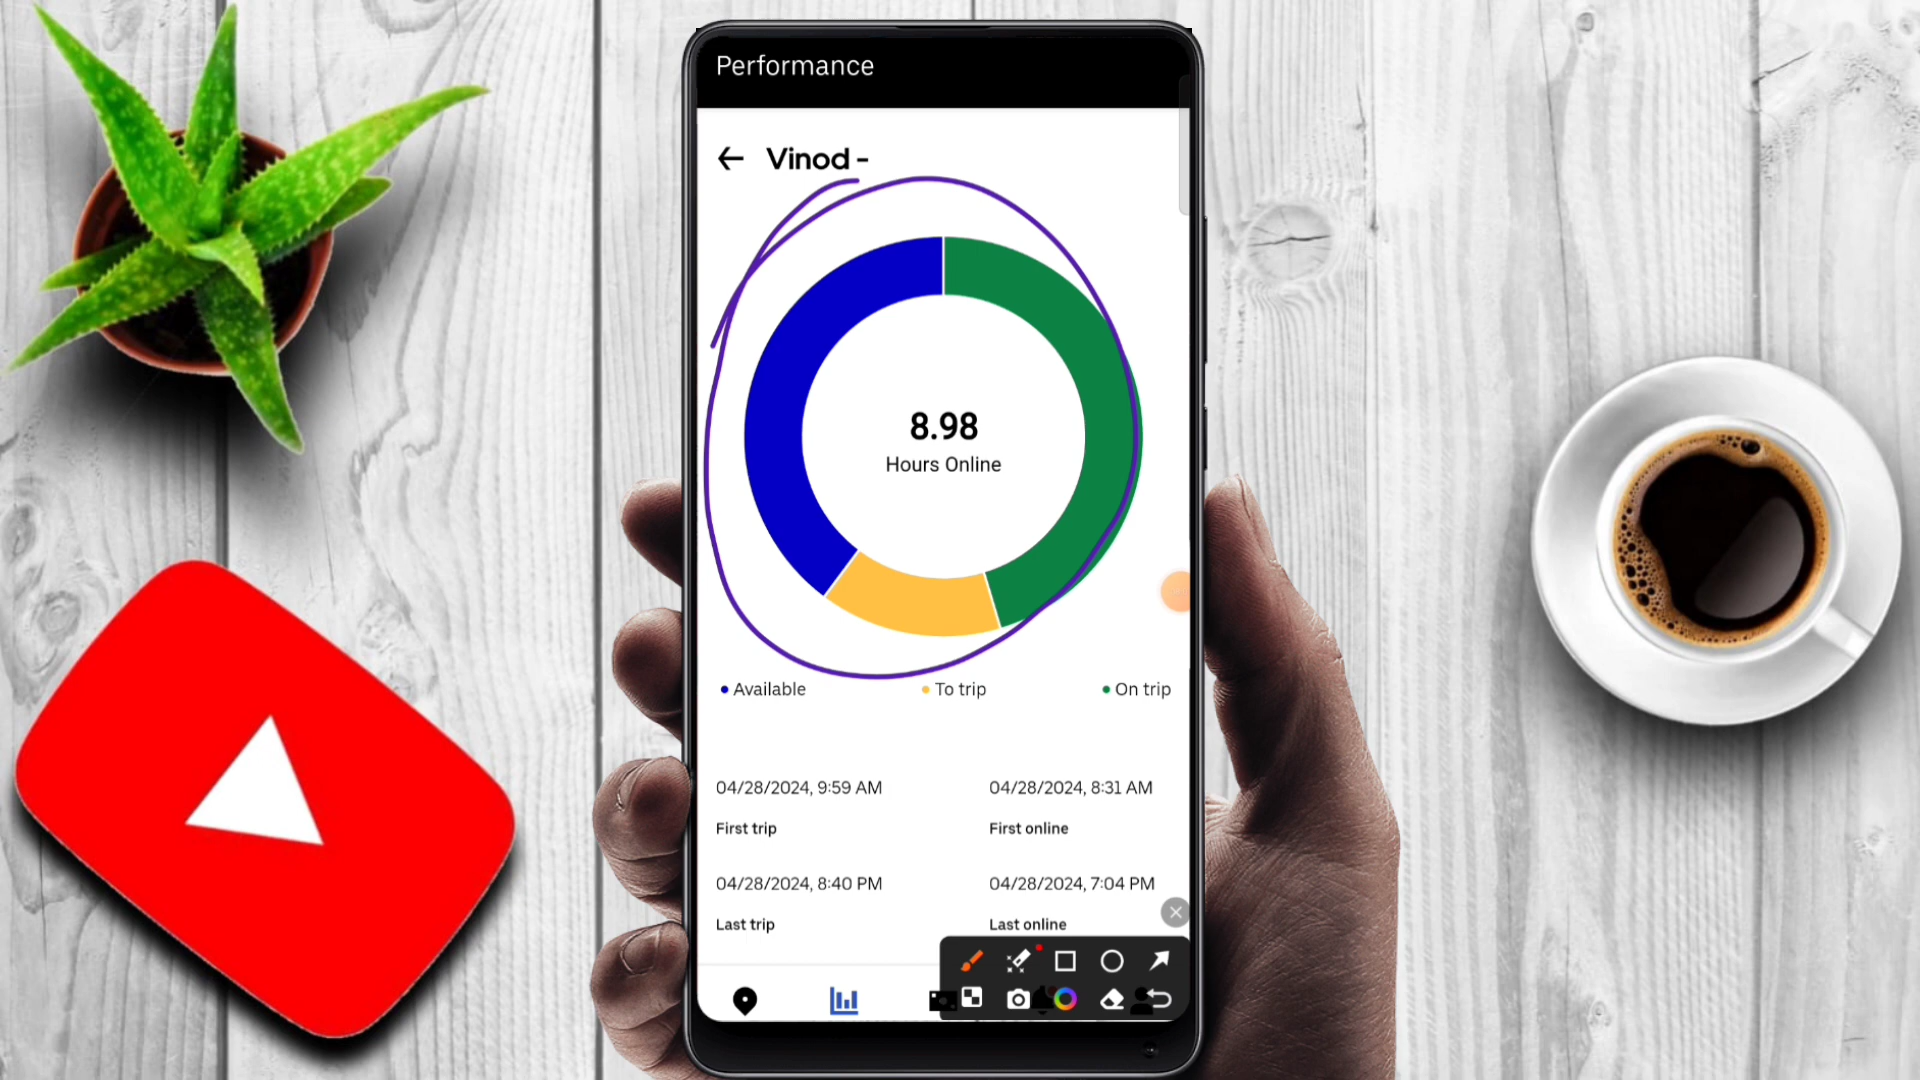 Performance
Vinod -
8.98
Hours Online
Available
To trip
On trip
04/28/2024, 9:59 AM
04/28/2024, 8:31 AM
First trip
First online
04/28/2024, 8:40 PM
04/28/2024, 7:04 PM
Last trip
Last online